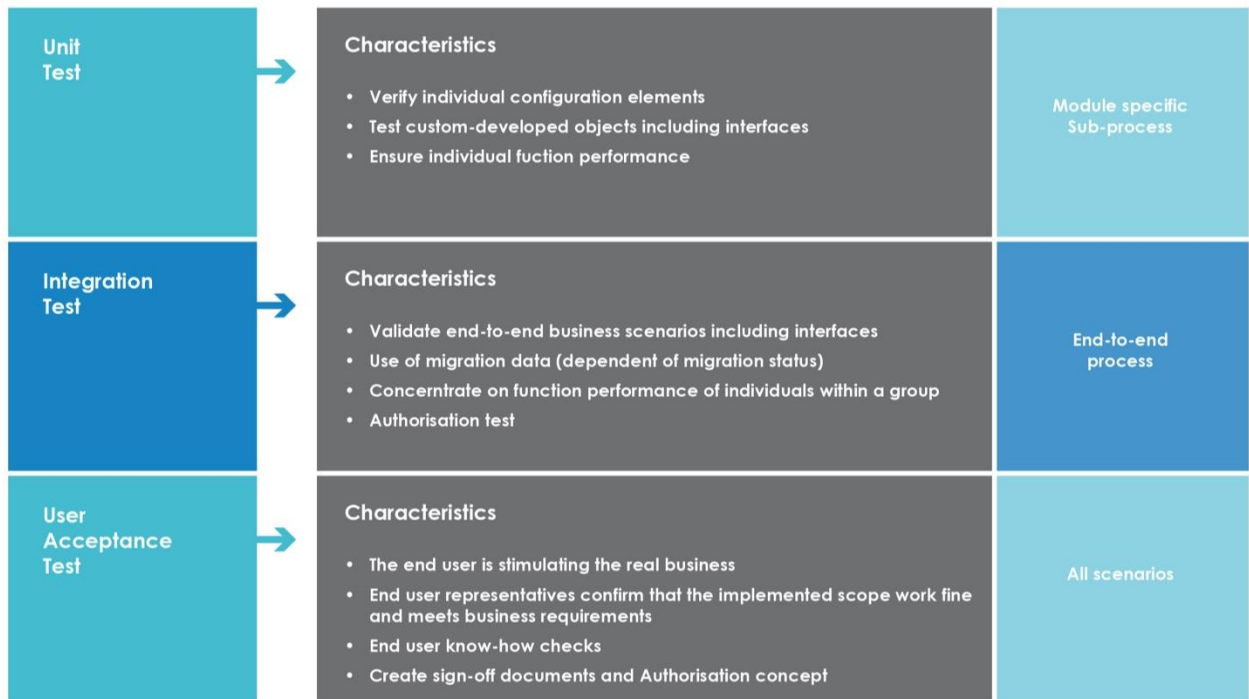 Unit
Test
Characteristics
• Verify individual configuration elements
• Test custom-developed objects including interfaces
• Ensure individual fuction performance
Module specific
Sub-process
Integration
Test
Characteristics
• Validate end-to-end business scenarios including interfaces
• Use of migration data (dependent of migration status)
• Concerntrate on function performance of individuals within a group
• Authorisation test
End-to-end
process
User
Acceptance
Test
Characteristics
• The end user is stimulating the real business
• End user representatives confirm that the implemented scope work fine
and meets business requirements
• End user know-how checks
• Create sign-off documents and Authorisation concept
All scenarios